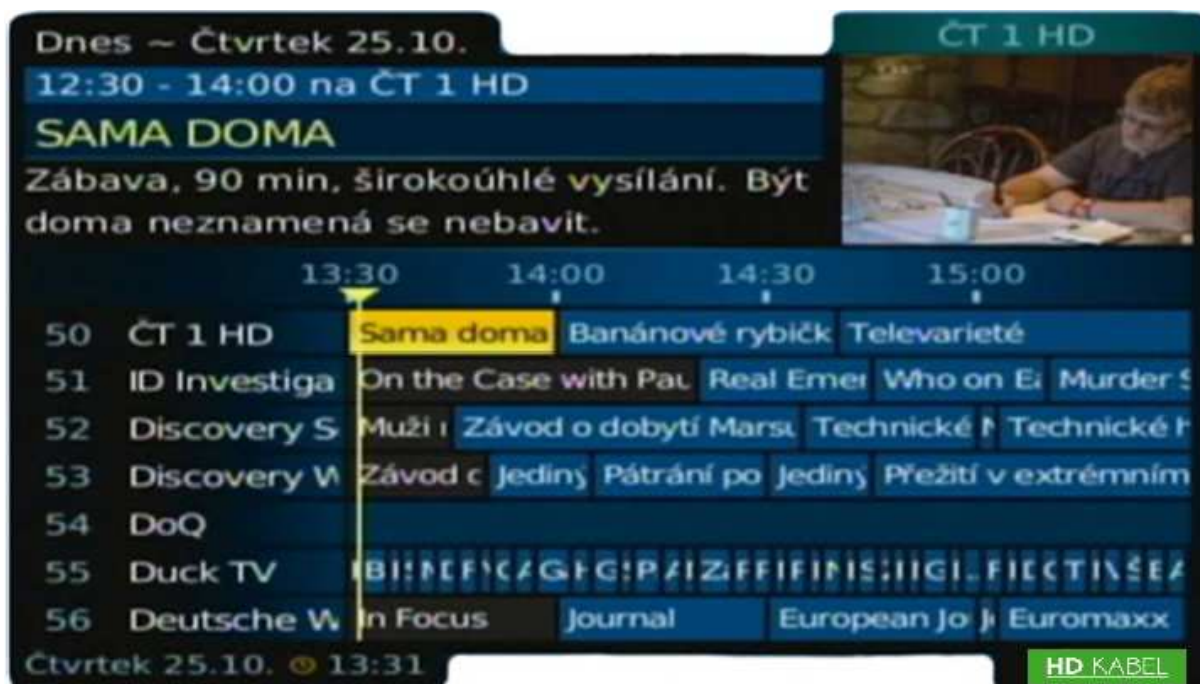 Dnes ~ Čtvrtek 25.10.
ČT 1 HD
12:30 - 14:00 na ČT 1 HD
SAMA DOMA
Zábava, 90 min, širokoúhlé vysílání. Být
doma neznamená se nebavit.
13:30 14:00 14:30 15:00
50 ČT 1 HD Sama doma Banánové rybičk Televarieté
51 ID Investiga On the Case with Pau Real Emer Who on Ea Murder S
52 Discovery S Muži Závod o dobytí Marsu Technické Technické
53 Discovery W Závod Jediný Pátrání po Jediný Přežití v extrémním
54 DoQ
55 Duck TV
56 Deutsche W In Focus Journal European Jo Euromaxx
Čtvrtek 25.10. 13:31
HD KABEL